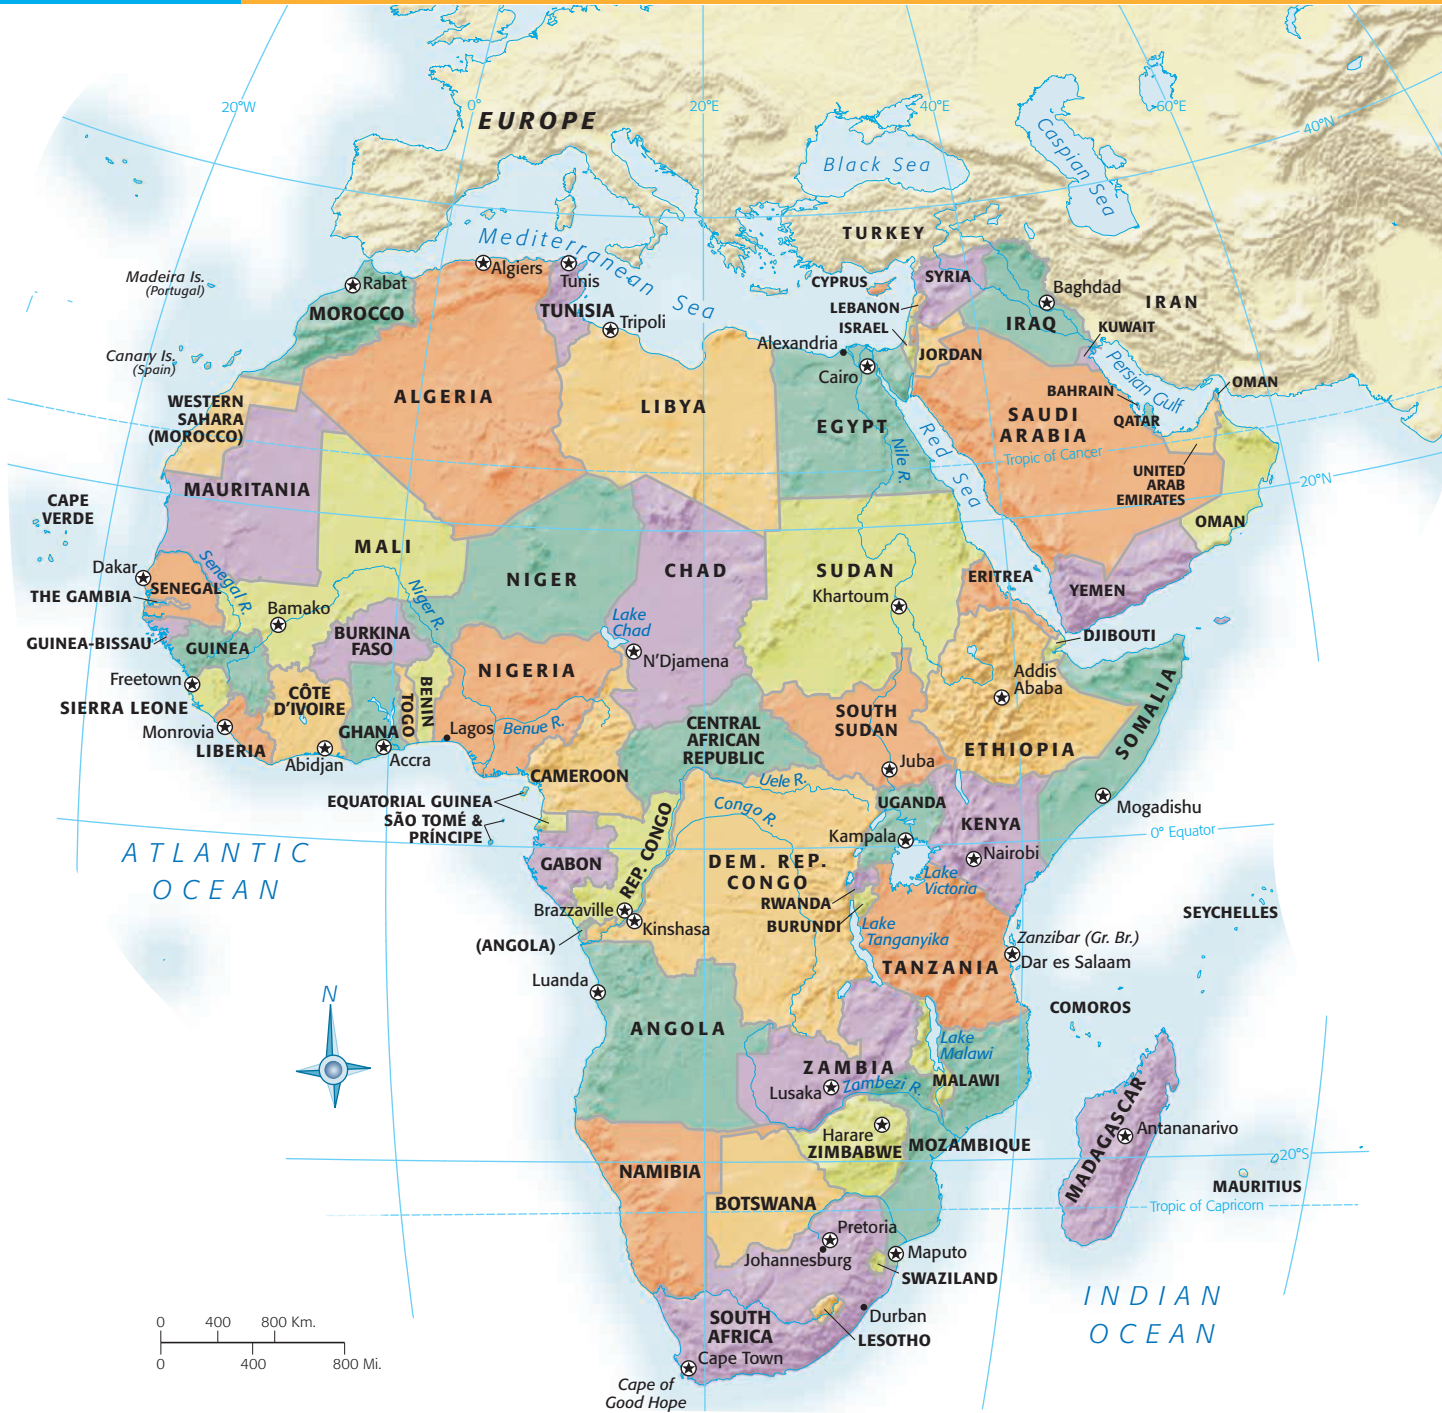 20°W
0°
20°E
40°E
60°E
40°N
EUROPE
Black Sea
Caspian Sea
TURKEY
Mediterranean Sea
Madeira Is.
(Portugal)
Rabat
Algiers
Tunis
CYPRUS
SYRIA
Baghdad
IRAN
MOROCCO
TUNISIA
Tripoli
LEBANON
ISRAEL
IRAQ
KUWAIT
Canary Is.
(Spain)
Alexandria
Cairo
JORDAN
Persian Gulf
OMAN
BAHRAIN
QATAR
WESTERN
SAHARA
(MOROCCO)
ALGERIA
LIBYA
EGYPT
Nile R.
Red Sea
SAUDI
ARABIA
Tropic of Cancer
UNITED
ARAB
EMIRATES
20°N
OMAN
CAPE
VERDE
MAURITANIA
MALI
NIGER
CHAD
SUDAN
Khartoum
ERITREA
YEMEN
Dakar
SENEGAL
Senegal R.
THE GAMBIA
Bamako
Niger R.
GUINEA-BISSAU
GUINEA
BURKINA
FASO
Lake
Chad
N'Djamena
DJIBOUTI
Freetown
SIERRA LEONE
CÔTE
D'IVOIRE
NIGERIA
Addis
Ababa
SOMALIA
Monrovia
LIBERIA
Abidjan
GHANA
Accra
TOGO
BENIN
Lagos
Benue R.
CENTRAL
AFRICAN
REPUBLIC
SOUTH
SUDAN
Juba
ETHIOPIA
CAMEROON
Uele R.
Congo R.
UGANDA
Kampala
KENYA
Nairobi
Mogadishu
0° Equator
EQUATORIAL GUINEA
SÃO TOMÉ &
PRÍNCIPE
ATLANTIC
OCEAN
GABON
REP. CONGO
DEM. REP.
CONGO
Lake
Victoria
RWANDA
BURUNDI
SEYCHELLES
Brazzaville
Kinshasa
(ANGOLA)
Lake
Tanganyika
Zanzibar (Gr. Br.)
Dar es Salaam
TANZANIA
Luanda
N
COMOROS
ANGOLA
ZAMBIA
Lusaka
Zambezi R.
Lake
Malawi
MALAWI
MADAGASCAR
Antananarivo
Harare
ZIMBABWE
MOZAMBIQUE
20°S
MAURITIUS
NAMIBIA
BOTSWANA
Tropic of Capricorn
Pretoria
Johannesburg
Maputo
SWAZILAND
INDIAN
OCEAN
SOUTH
AFRICA
Durban
LESOTHO
Cape Town
Cape of
Good Hope
0 400 800 Km.
0 400 800 Mi.